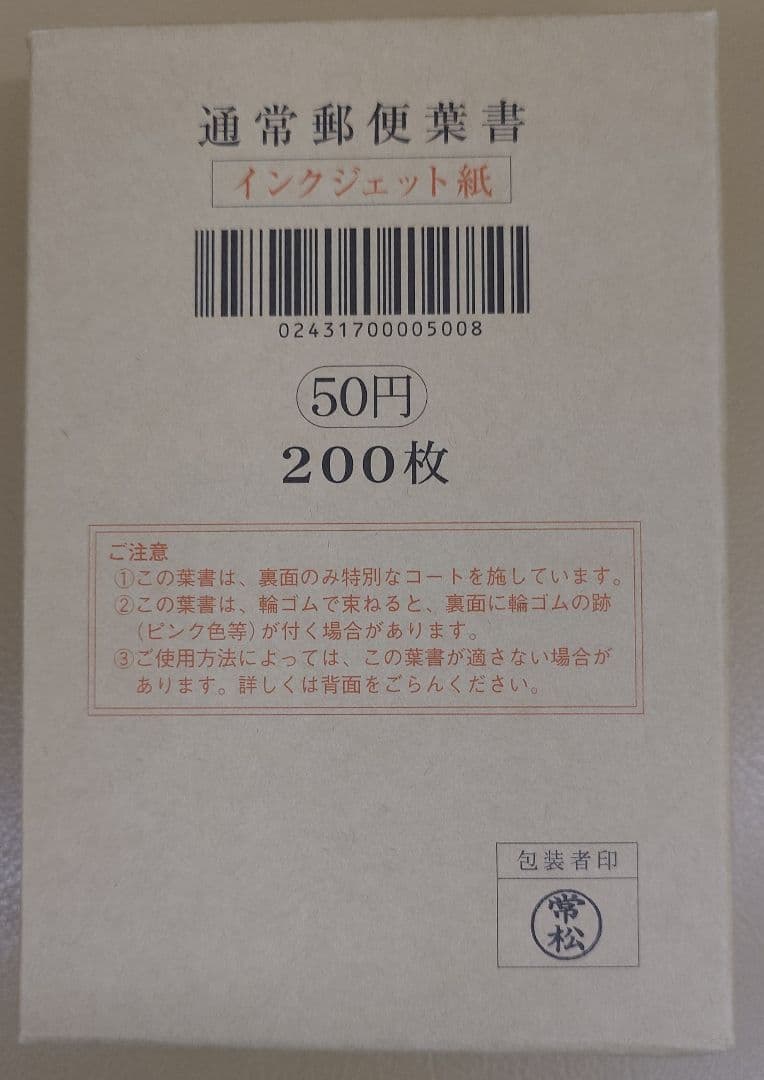 通常郵便葉書
インクジェット紙
02431700005008
50円
200枚
ご注意
①この葉書は、裏面のみ特別なコートを施しています。
②この葉書は、輪ゴムで束ねると、裏面に輪ゴムの跡
(ピンク色等)が付く場合があります。
③ご使用方法によっては、この葉書が適さない場合が
あります。詳しくは背面をごらんください。
包装者印
常松